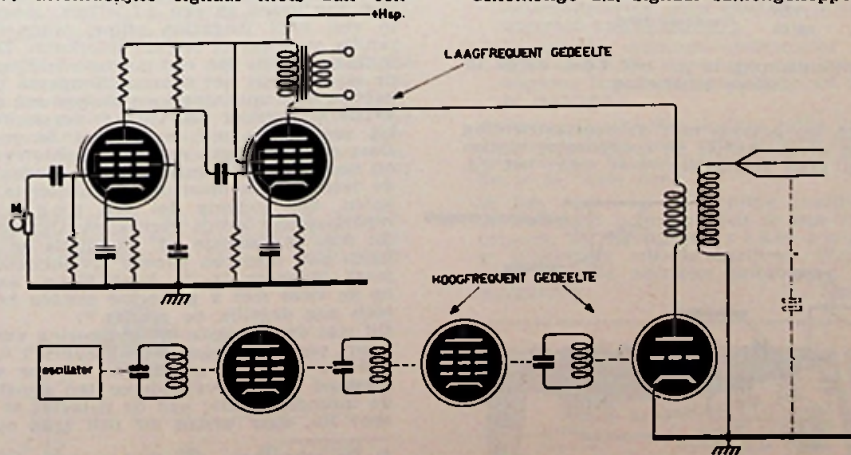 +Hsp.
LAAGFREQUENT GEDEELTE
M
HOOGFREQUENT GEDEELTE
oscillator